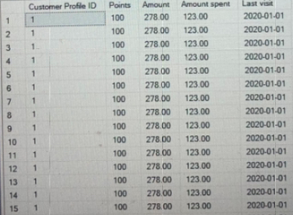 Customer Profile ID Points Amount Amount spent Last visit
1 1 100 278.00 123.00 2020-01-01
2 1 100 278.00 123.00 2020-01-01
3 1 100 278.00 123.00 2020-01-01
4 1 100 278.00 123.00 2020-01-01
5 1 100 278.00 123.00 2020-01-01
6 1 100 278.00 123.00 2020-01-01
7 1 100 278.00 123.00 2020-01-01
8 1 100 278.00 123.00 2020-01-01
9 1 100 278.00 123.00 2020-01-01
10 1 100 278.00 123.00 2020-01-01
11 1 100 278.00 123.00 2020-01-01
12 1 100 278.00 123.00 2020-01-01
13 1 100 278.00 123.00 2020-01-01
14 1 100 278.00 123.00 2020-01-01
15 1 100 278.00 123.00 2020-01-01